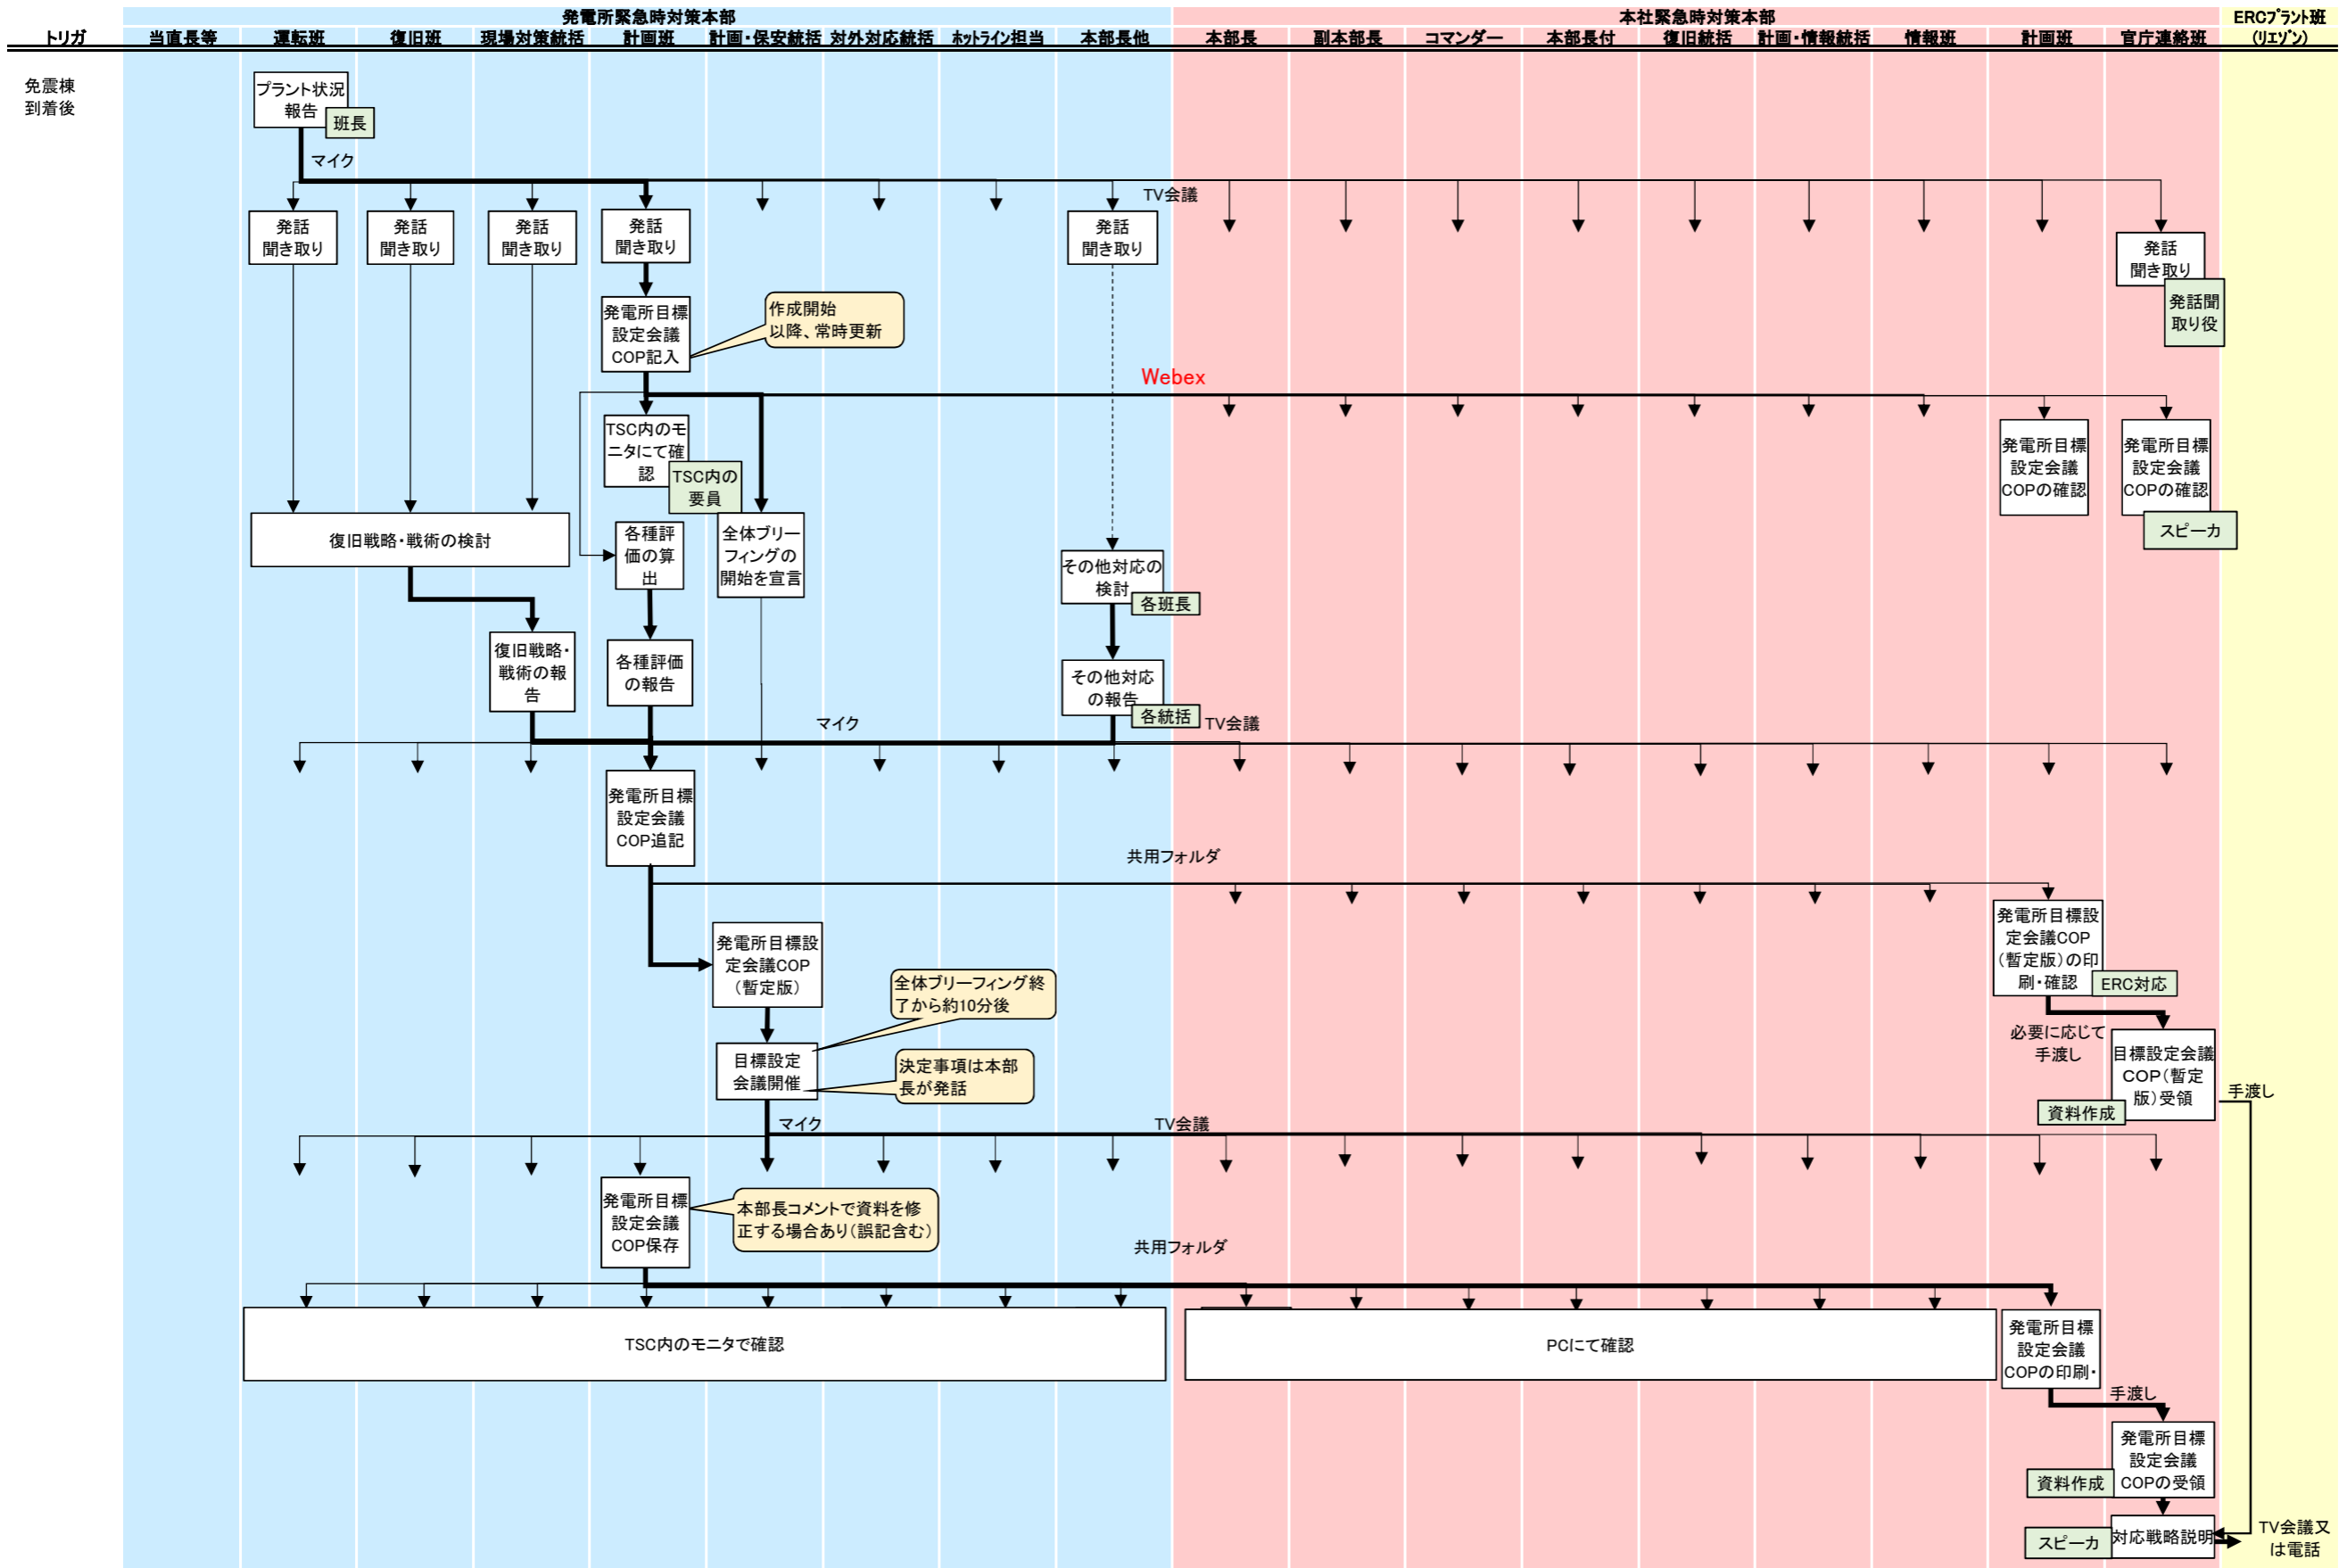 発電所緊急時対策本部
本社緊急時対策本部
ERCプラント班
(リエゾン)
トリガ
当直長等
運転班
復旧班
現場対策統括
計画班
計画・保安統括
対外対応統括
ホットライン担当
本部長他
本部長
副本部長
コマンダー
本部長付
復旧統括
計画・情報統括
情報班
計画班
官庁連絡班
免震棟
到着後
プラント状況
報告
班長
マイク
TV会議
発話
聞き取り
発話
聞き取り
発話
聞き取り
発話
聞き取り
発話
聞き取り
発話
聞き取り
発話聞
取り役
発電所目標
設定会議
COP記入
作成開始
以降、常時更新
Webex
TSC内のモ
ニタにて確
認
TSC内の
要員
発電所目標
設定会議
COPの確認
発電所目標
設定会議
COPの確認
スピーカ
復旧戦略・戦術の検討
各種評
価の算
出
全体ブリー
フィングの
開始を宣言
その他対応の
検討
各班長
復旧戦略・
戦術の報
告
各種評価
の報告
その他対応
の報告
各統括
マイク
TV会議
発電所目標
設定会議
COP追記
共用フォルダ
発電所目標設
定会議COP
（暫定版）
発電所目標設
定会議COP
（暫定版）の印
刷・確認
ERC対応
全体ブリーフィング終
了から約10分後
目標設定
会議開催
決定事項は本部
長が発話
必要に応じて
手渡し
目標設定会議
COP（暫定
版）受領
資料作成
手渡し
マイク
TV会議
発電所目標
設定会議
COP保存
本部長コメントで資料を修
正する場合あり（誤記含む）
共用フォルダ
TSC内のモニタで確認
PCにて確認
発電所目標
設定会議
COPの印刷・
手渡し
発電所目標
設定会議
COPの受領
資料作成
対応戦略説明
スピーカ
TV会議又
は電話